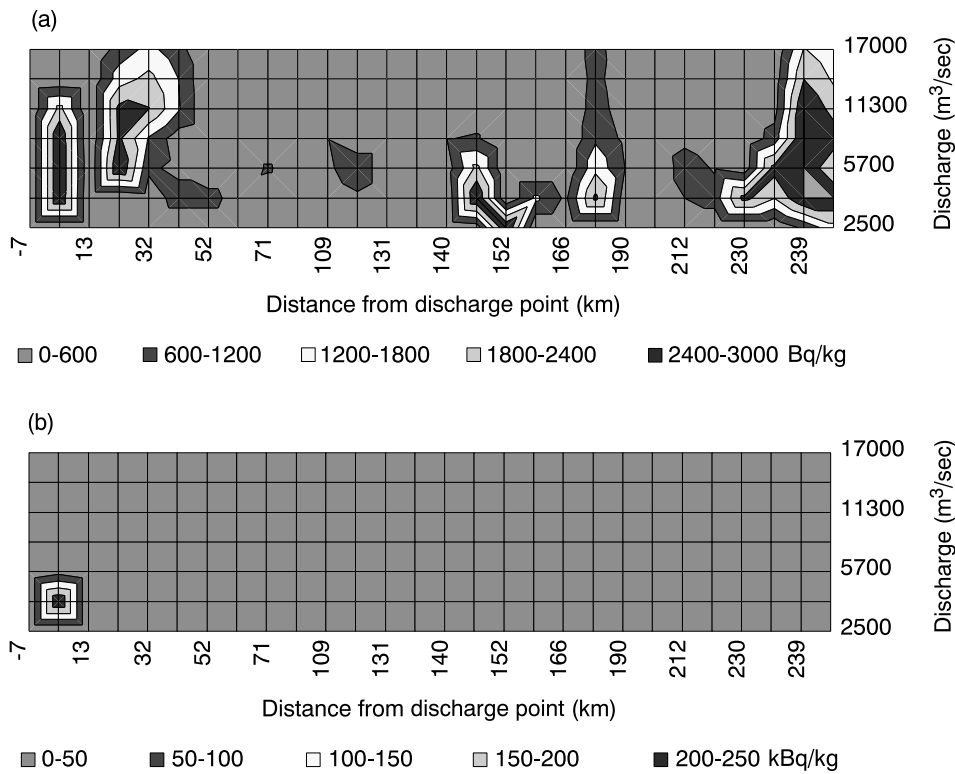 (a)
17000
11300
5700
2500
Discharge (m³/sec)
-7 13 32 52 71 109 131 140 152 166 190 212 230 239
Distance from discharge point (km)
0-600 600-1200 1200-1800 1800-2400 2400-3000 Bq/kg
(b)
17000
11300
5700
2500
Discharge (m³/sec)
-7 13 32 52 71 109 131 140 152 166 190 212 230 239
Distance from discharge point (km)
0-50 50-100 100-150 150-200 200-250 kBq/kg